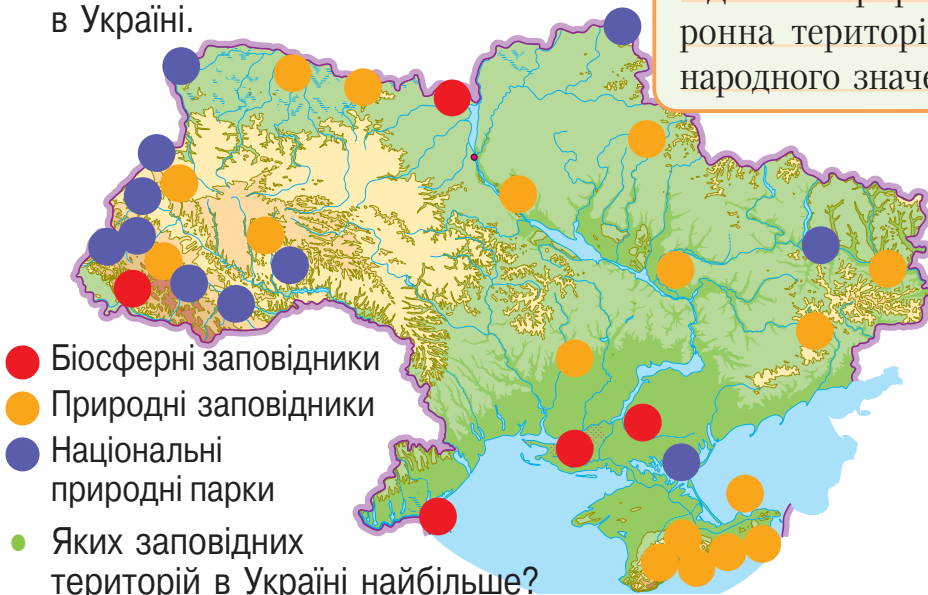 в Україні.
ронна територі
народного значе
Біосферні заповідники
Природні заповідники
Національні
природні парки
Яких заповідних
територій в Україні найбільше?